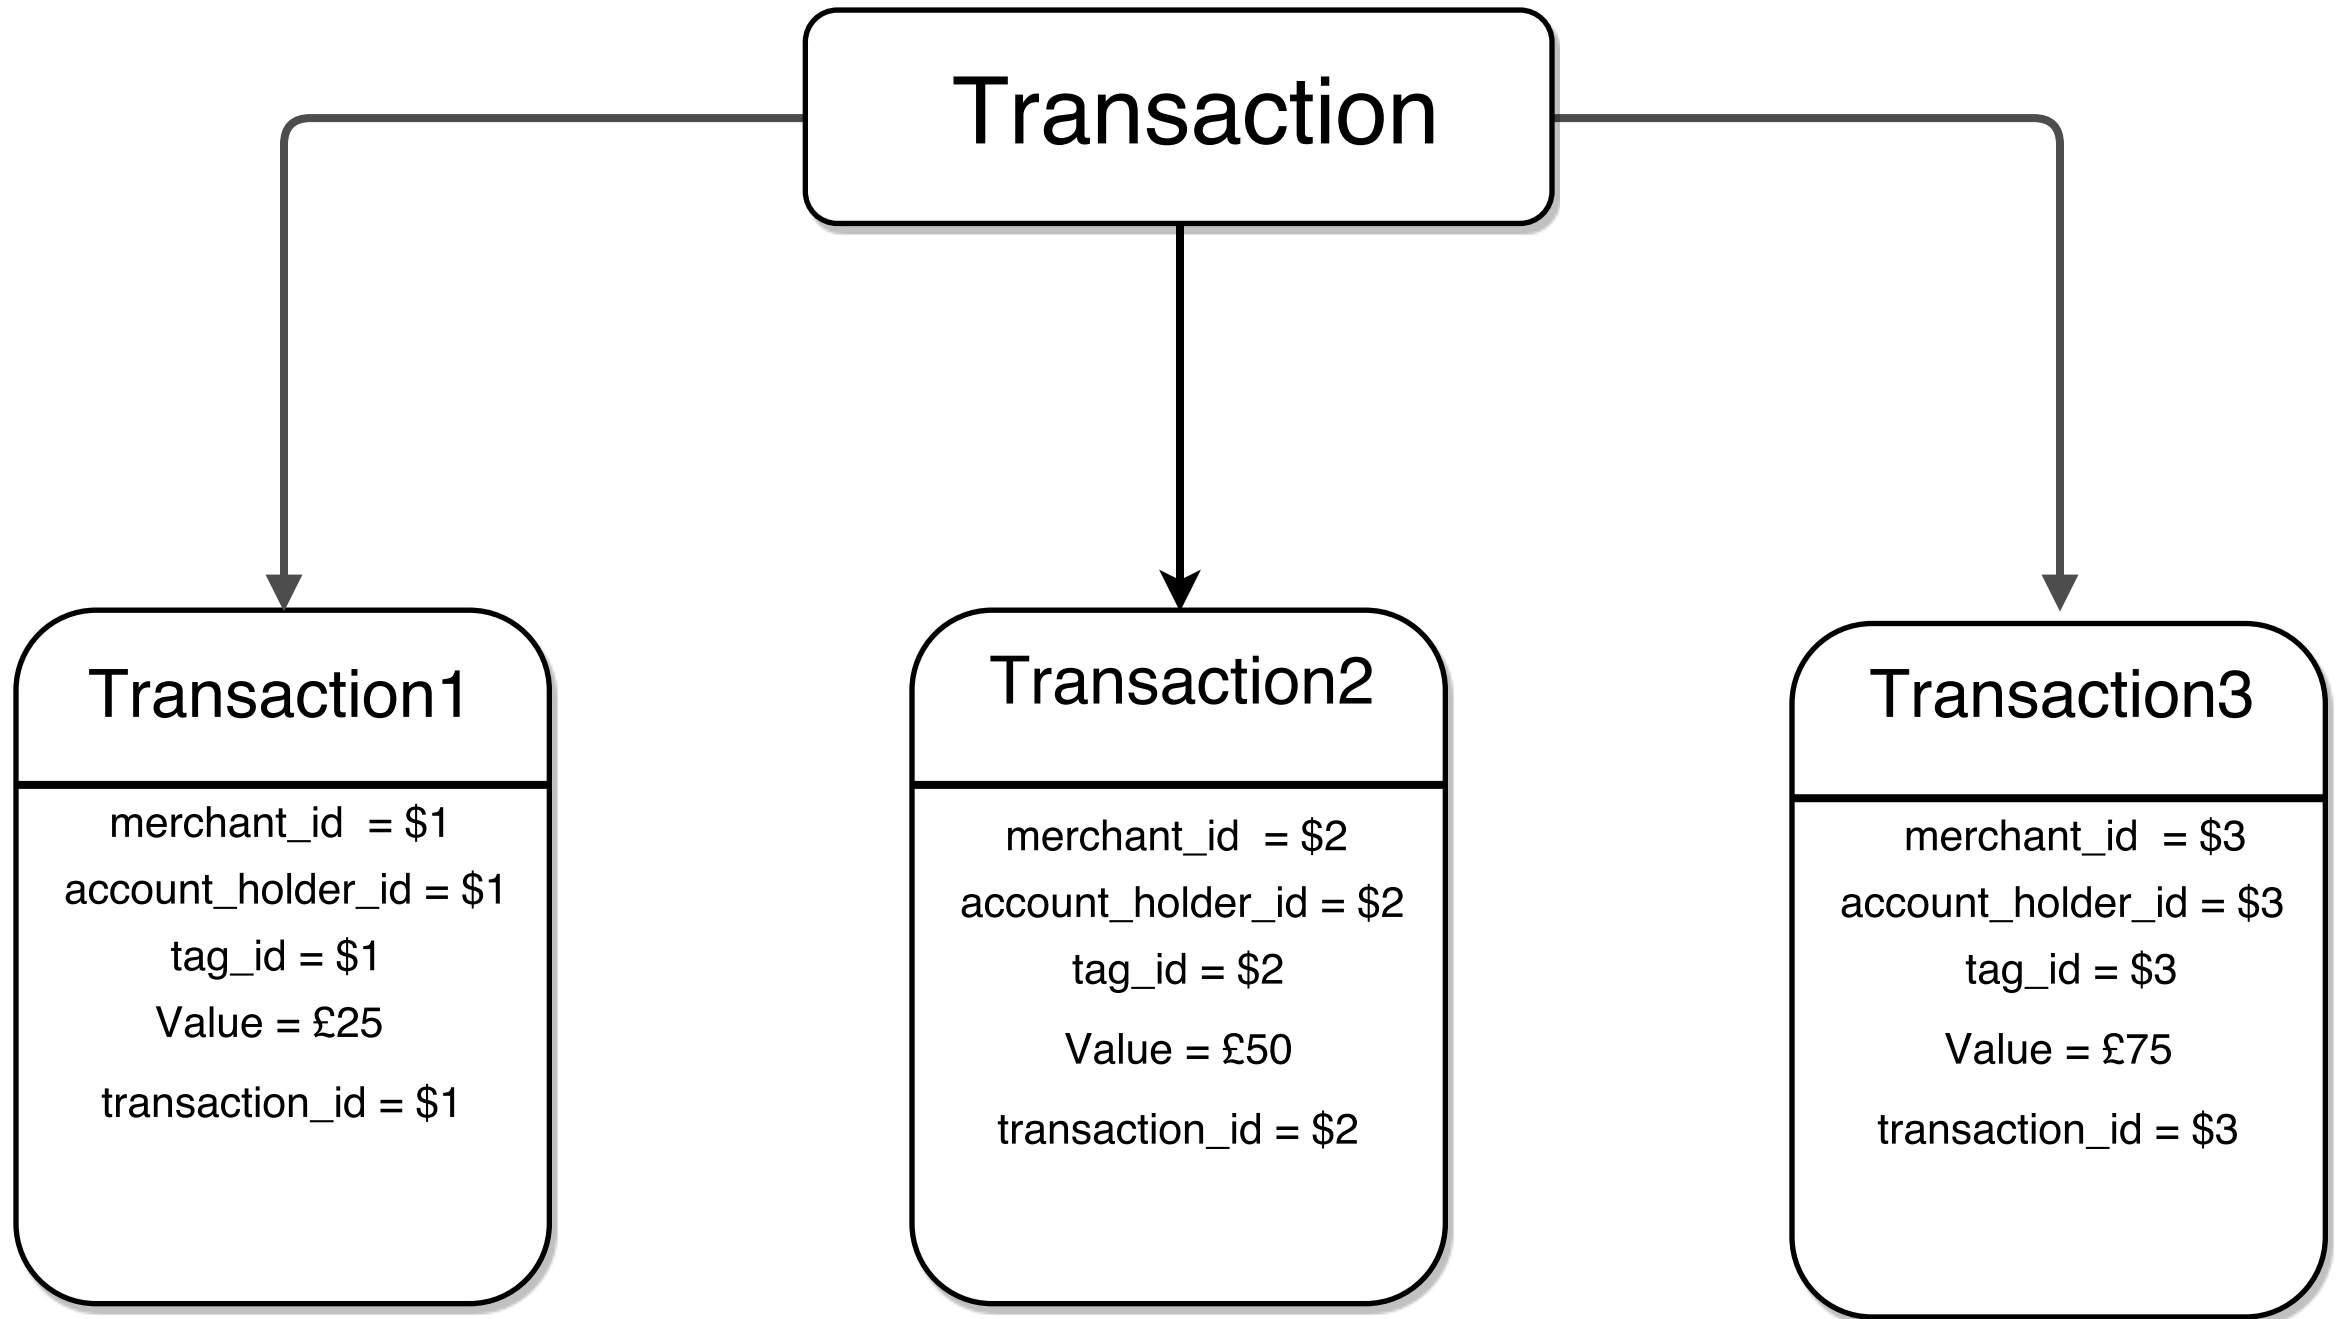 Transaction
Transaction1
merchant_id  = $1
account_holder_id = $1
tag_id = $1
Value = £25
transaction_id = $1
Transaction2
merchant_id  = $2
account_holder_id = $2
tag_id = $2
Value = £50
transaction_id = $2
Transaction3
merchant_id  = $3
account_holder_id = $3
tag_id = $3
Value = £75
transaction_id = $3